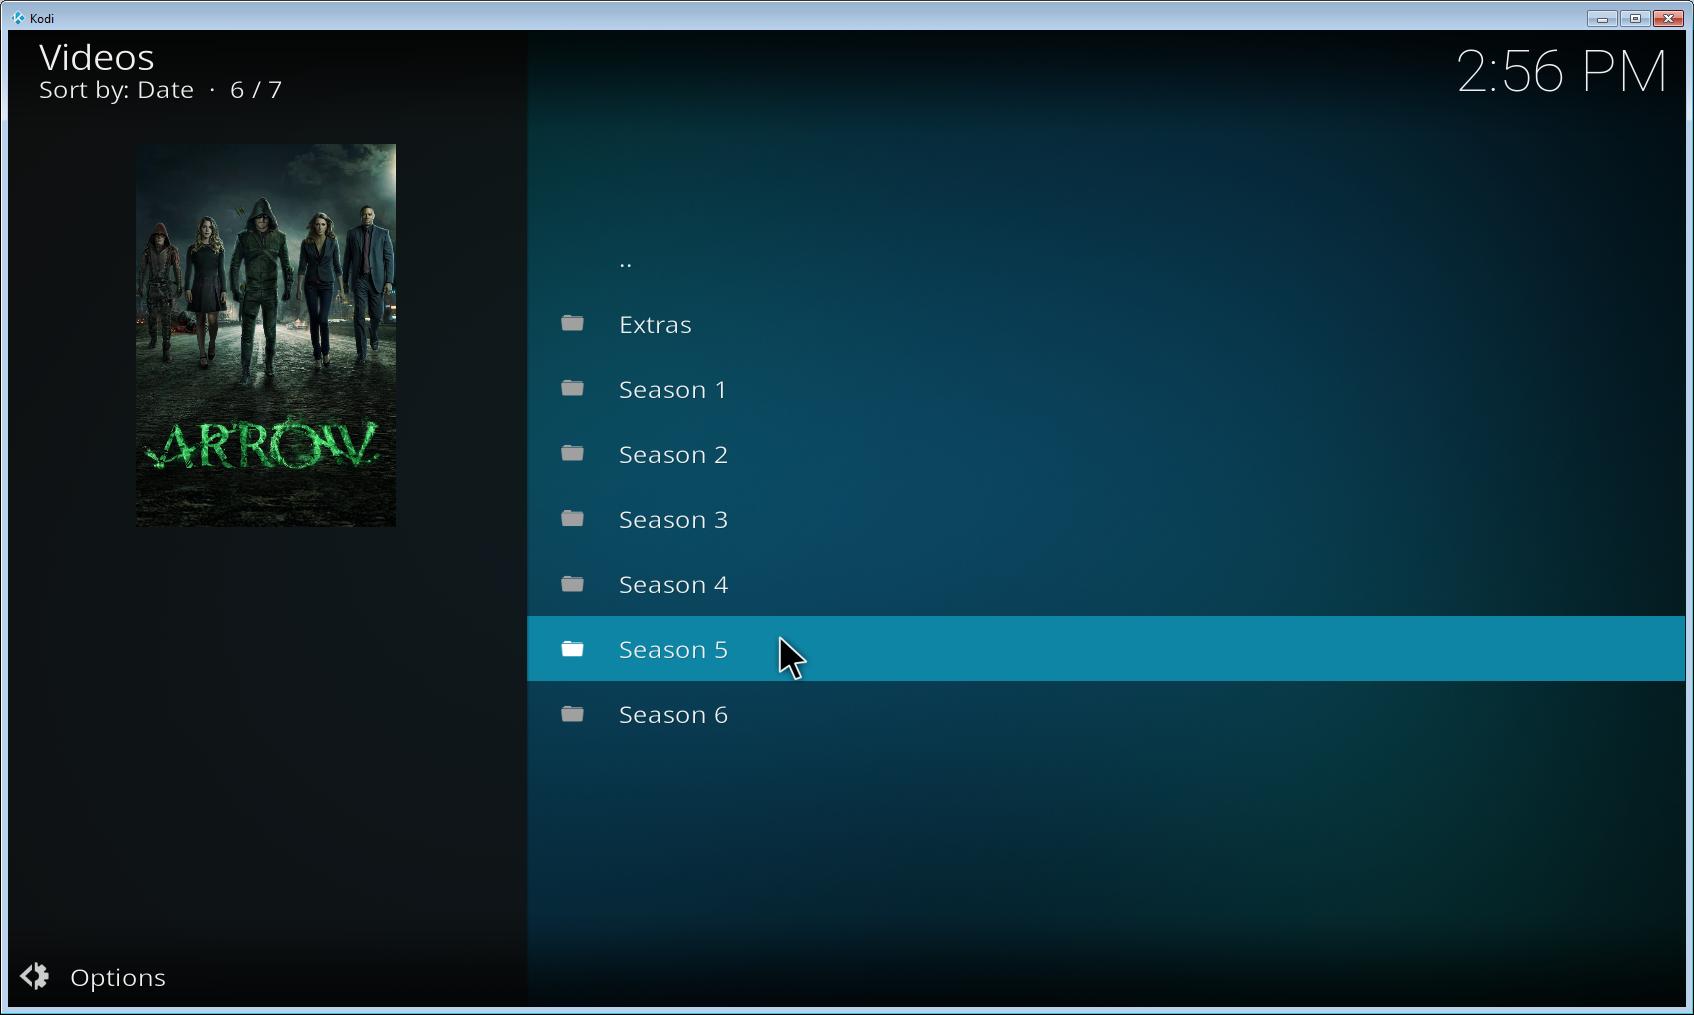 Kodi
Videos
Sort by: Date · 6 / 7
2:56 PM
ARROW
..
Extras
Season 1
Season 2
Season 3
Season 4
Season 5
Season 6
Options